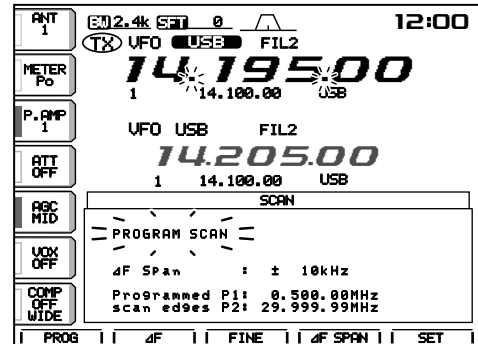 ANT 1
BW 2.4k SFT 0
12:00
TX VFO USB FIL2
METER Po
14.195.00
1 14.100.00 USB
P.AMP 1
VFO USB FIL2
ATT OFF
14.205.00
1 14.100.00 USB
AGC MID
SCAN
PROGRAM SCAN
VOX OFF
ΔF SPan : ± 10kHz
COMP OFF WIDE
Programmed P1: 0.500.00MHz
scan edges P2: 29.999.99MHz
PROG ΔF FINE ΔF SPAN SET